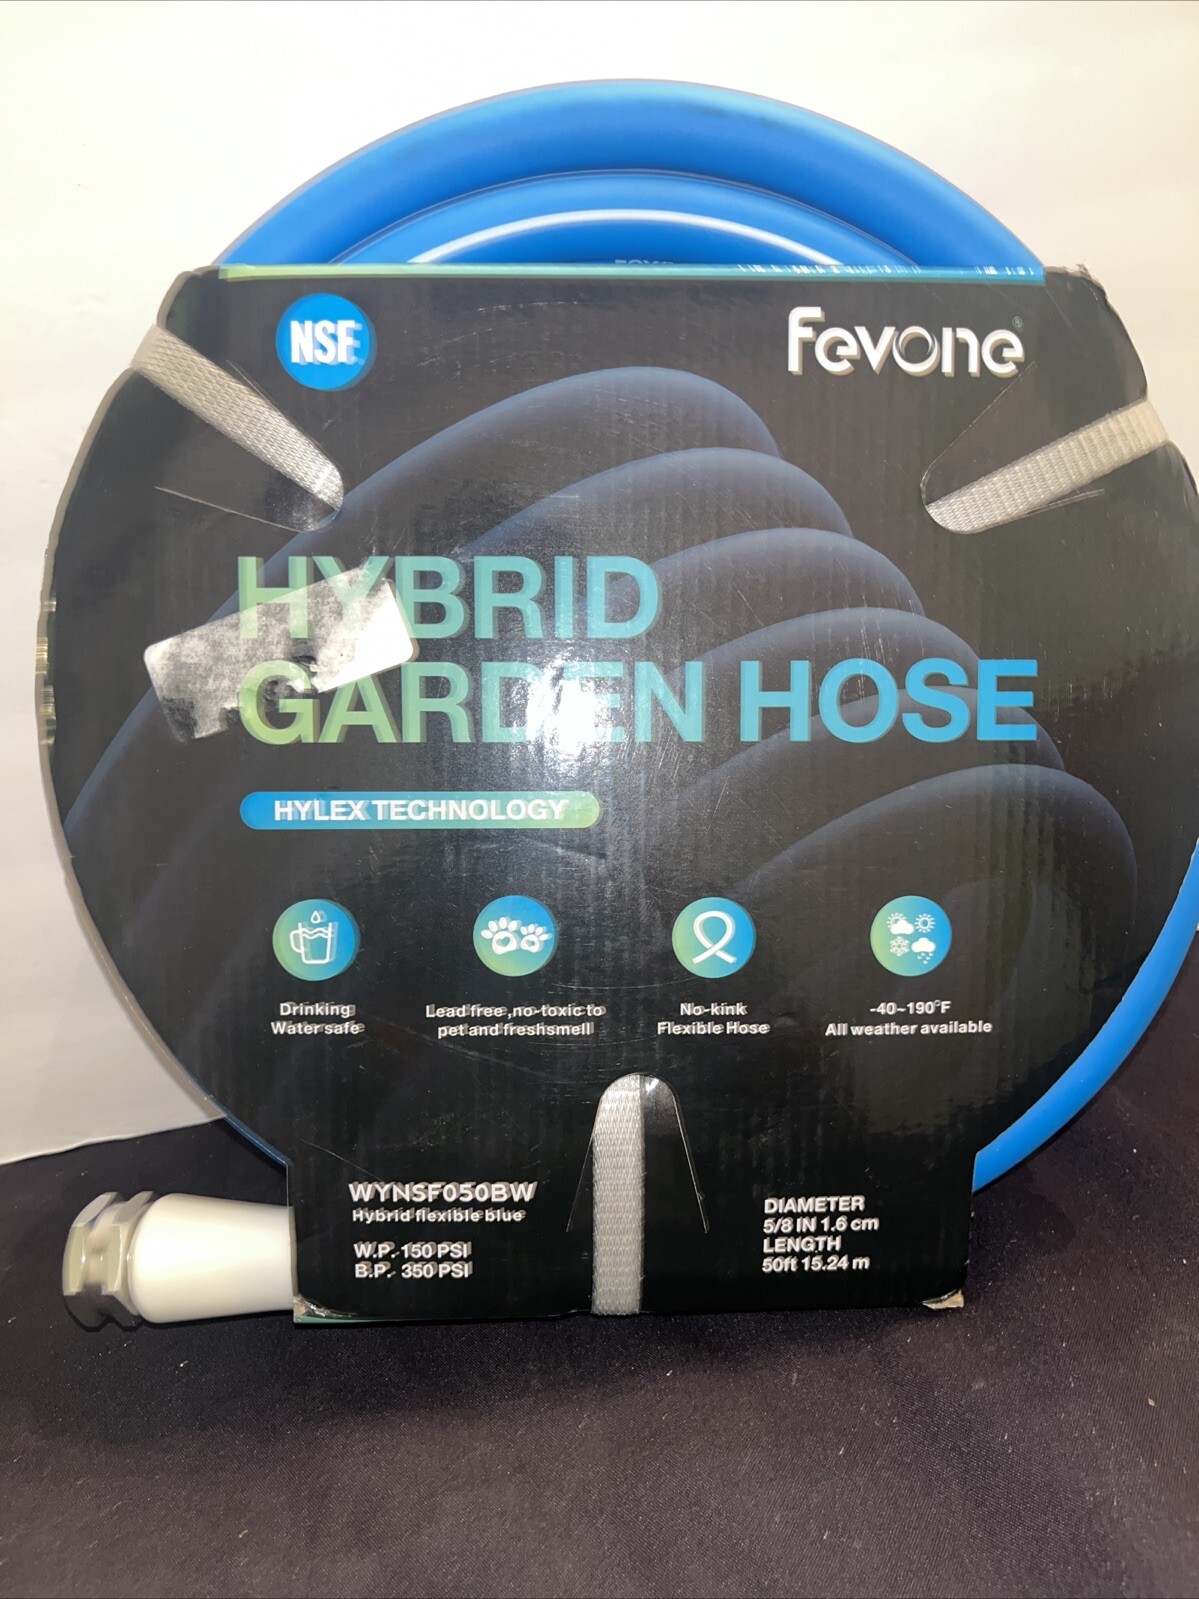 NSF
Fevone®
HYBRID
GARDEN HOSE
HYLEX TECHNOLOGY
Drinking
Water safe
Lead free ,no-toxic to
pet and freshsmell
No-kink
Flexible Hose
-40~190°F
All weather available
WYNSF050BW
Hybrid flexible blue
W.P. 150 PSI
B.P. 350 PSI
DIAMETER
5/8 IN 1.6 cm
LENGTH
50ft 15.24 m